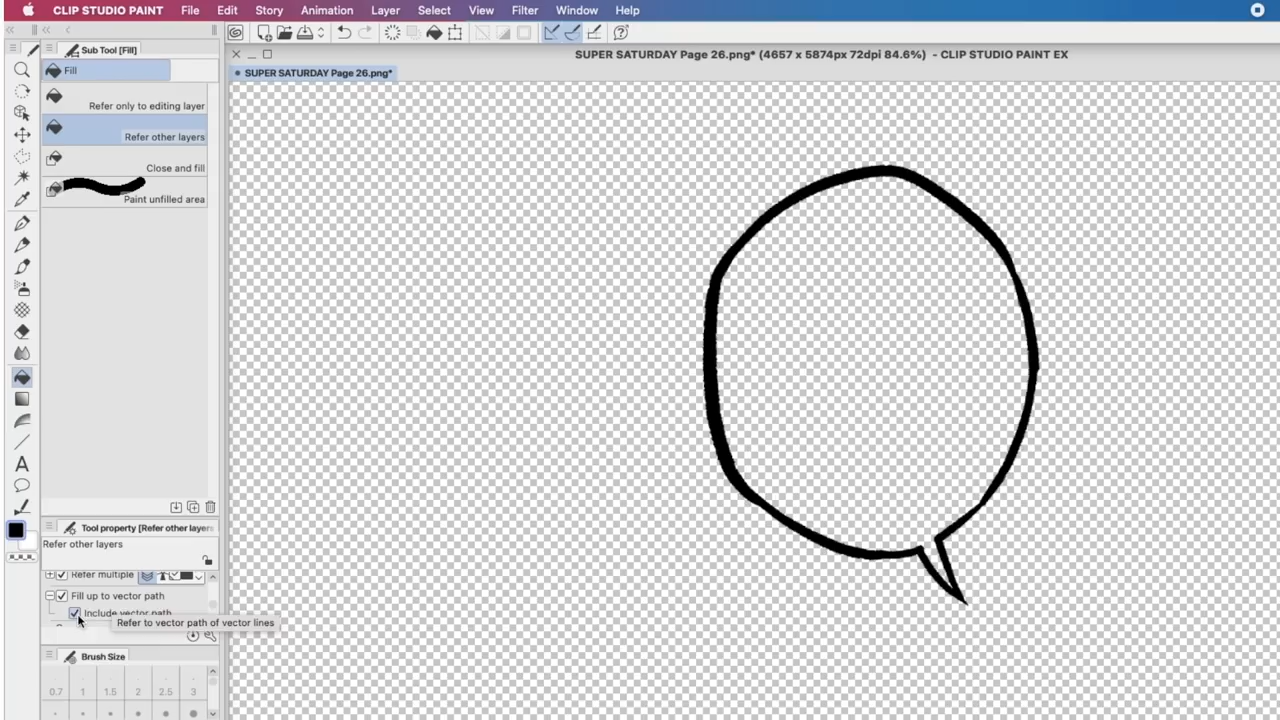 CLIP STUDIO PAINT File Edit Story Animation Layer Select View Filter Window Help
Sub Tool [Fill]
SUPER SATURDAY Page 26.png* (4657 x 5874px 72dpi 84.6%) - CLIP STUDIO PAINT EX
Fill
SUPER SATURDAY Page 26.png*
Refer only to editing layer
Refer other layers
Close and fill
Paint unfilled area
Tool property [Refer other layers
Refer other layers
Refer multiple
Fill up to vector path
Include vector path
Refer to vector path of vector lines
Brush Size
0.7 1 1.5 2 2.5 3